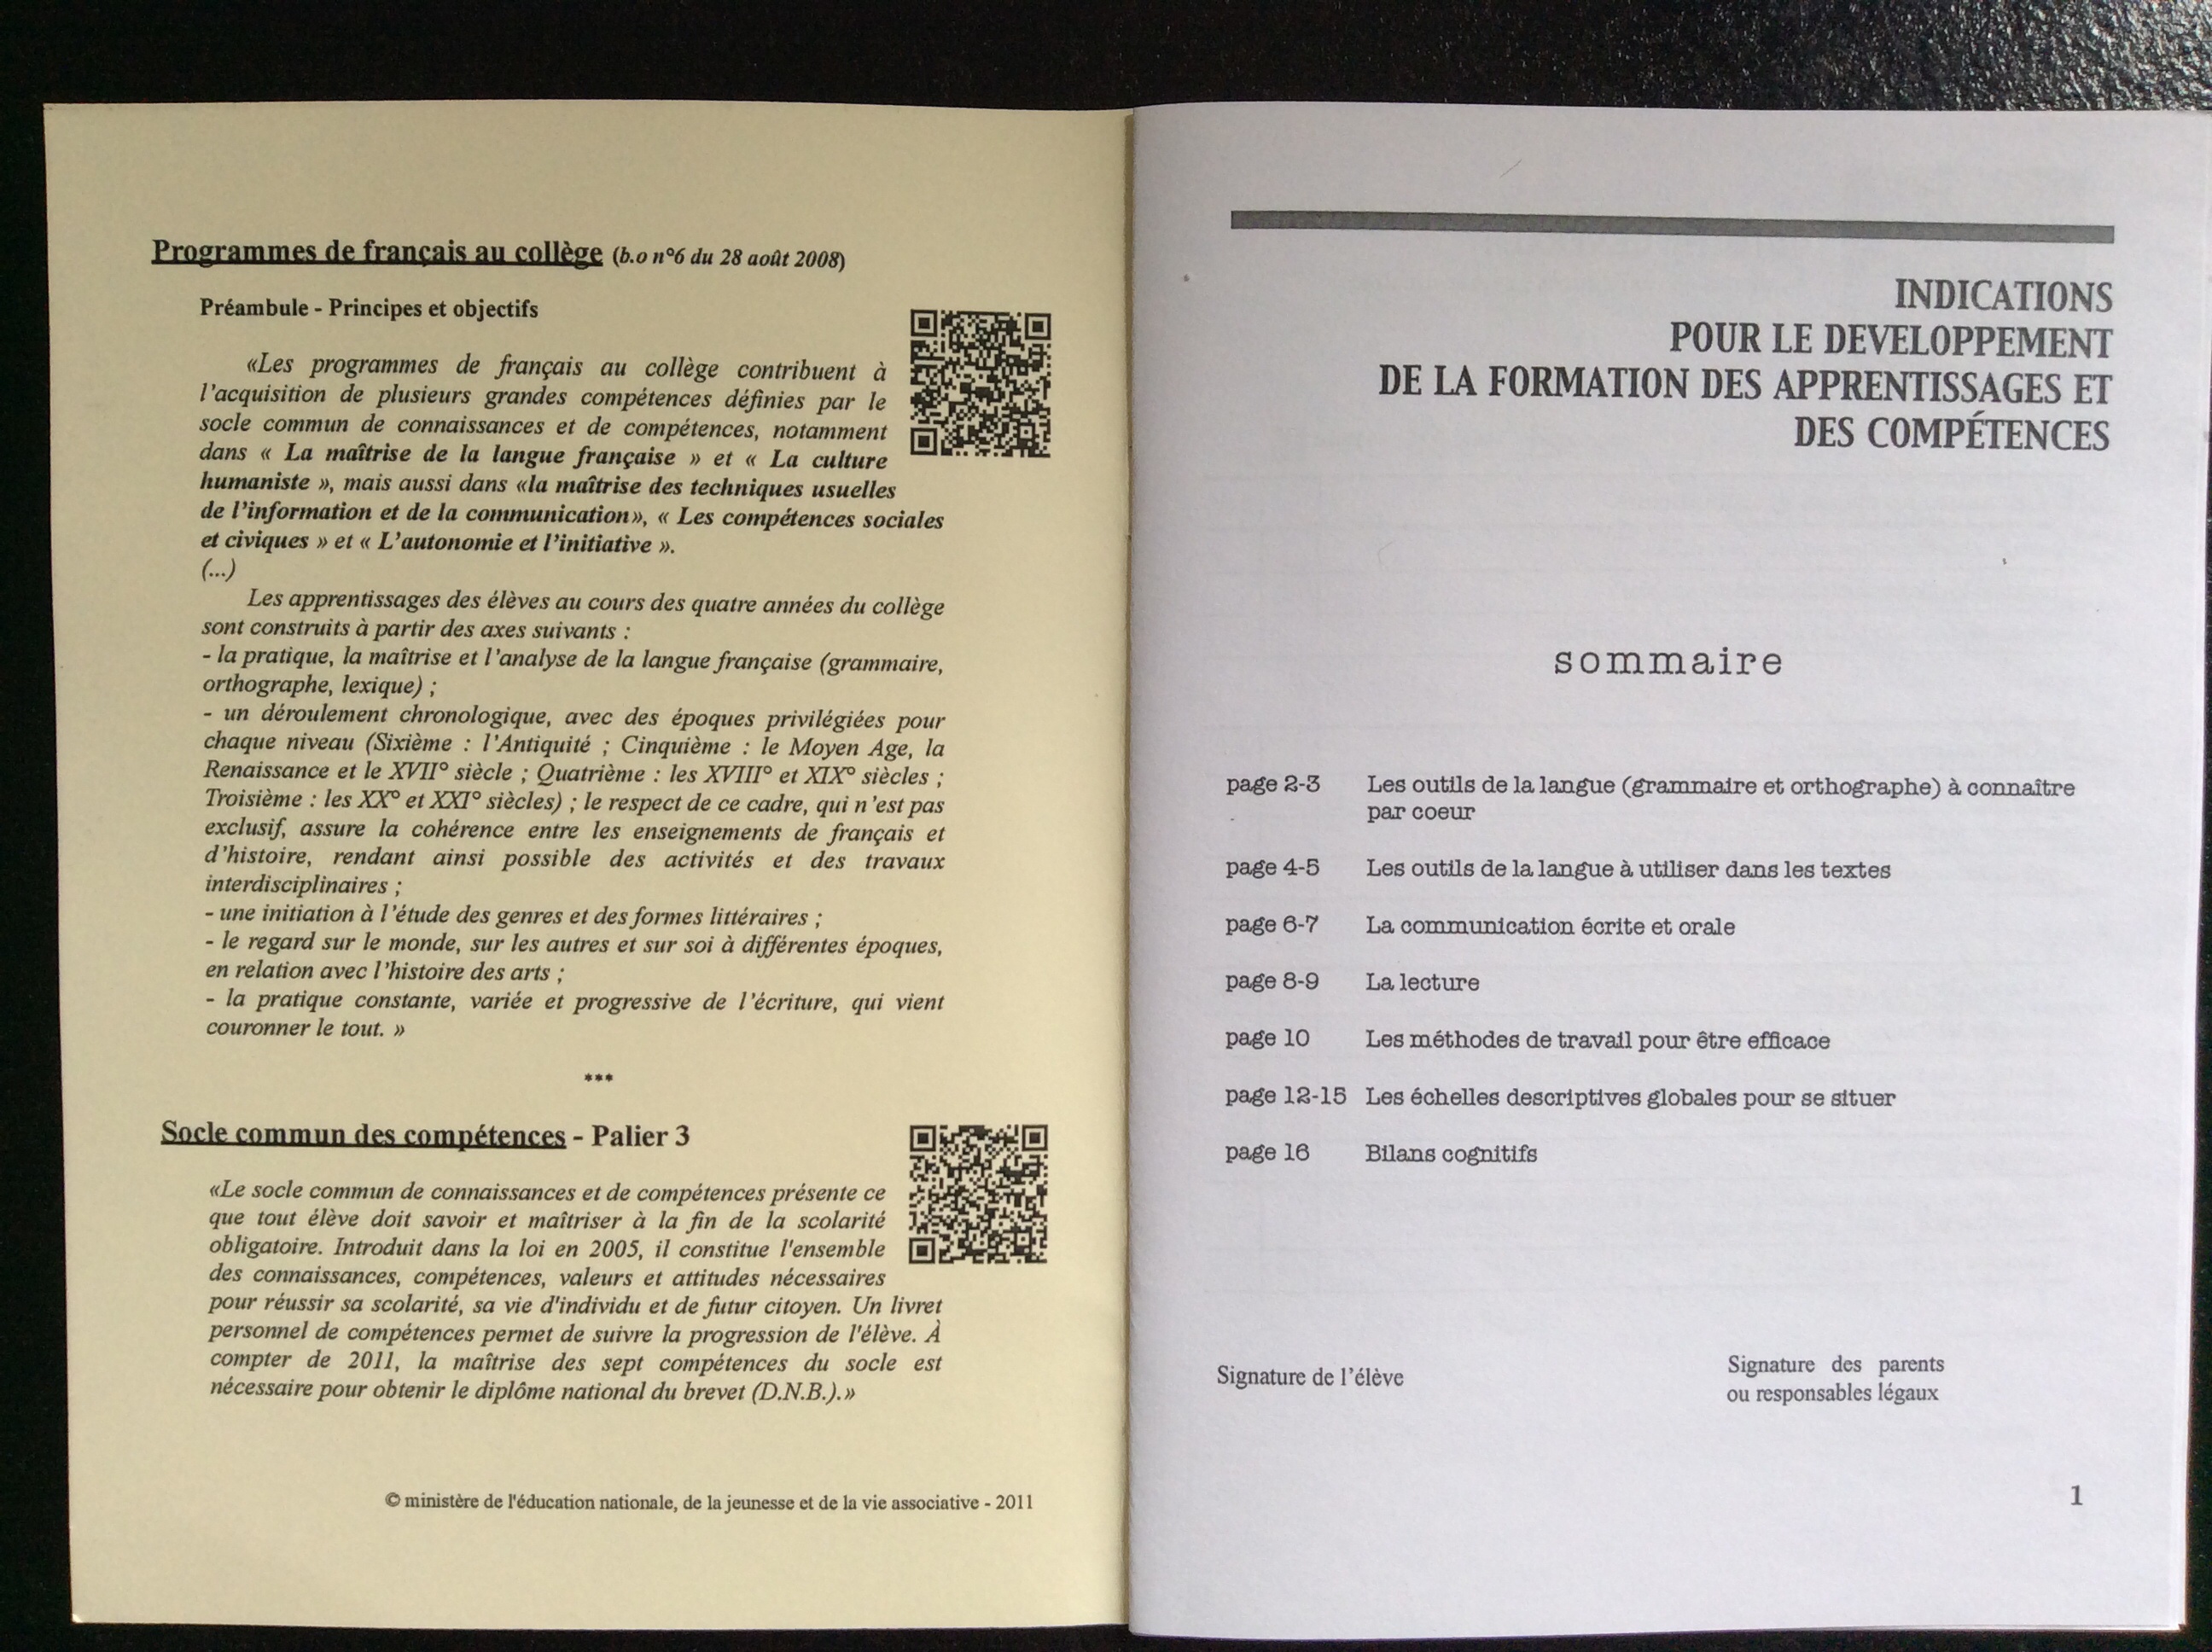 Programmes de français au collège (b.o n°6 du 28 août 2008)
Préambule - Principes et objectifs
«Les programmes de français au collège contribuent à
l'acquisition de plusieurs grandes compétences définies par le
socle commun de connaissances et de compétences, notamment
dans « La maîtrise de la langue française » et « La culture
humaniste », mais aussi dans «la maîtrise des techniques usuelles
de l'information et de la communication», « Les compétences sociales
et civiques » et « L'autonomie et l'initiative ».
(...)
Les apprentissages des élèves au cours des quatre années du collège
sont construits à partir des axes suivants :
- la pratique, la maîtrise et l'analyse de la langue française (grammaire,
orthographe, lexique) ;
- un déroulement chronologique, avec des époques privilégiées pour
chaque niveau (Sixième : l'Antiquité ; Cinquième : le Moyen Age, la
Renaissance et le XVII° siècle ; Quatrième : les XVIII° et XIX° siècles ;
Troisième : les XX° et XXI° siècles) ; le respect de ce cadre, qui n'est pas
exclusif, assure la cohérence entre les enseignements de français et
d'histoire, rendant ainsi possible des activités et des travaux
interdisciplinaires ;
- une initiation à l'étude des genres et des formes littéraires ;
- le regard sur le monde, sur les autres et sur soi à différentes époques,
en relation avec l'histoire des arts ;
- la pratique constante, variée et progressive de l'écriture, qui vient
couronner le tout. »
***
Socle commun des compétences - Palier 3
«Le socle commun de connaissances et de compétences présente ce
que tout élève doit savoir et maîtriser à la fin de la scolarité
obligatoire. Introduit dans la loi en 2005, il constitue l'ensemble
des connaissances, compétences, valeurs et attitudes nécessaires
pour réussir sa scolarité, sa vie d'individu et de futur citoyen. Un livret
personnel de compétences permet de suivre la progression de l'élève. À
compter de 2011, la maîtrise des sept compétences du socle est
nécessaire pour obtenir le diplôme national du brevet (D.N.B.).»
© ministère de l'éducation nationale, de la jeunesse et de la vie associative - 2011
INDICATIONS
POUR LE DEVELOPPEMENT
DE LA FORMATION DES APPRENTISSAGES ET
DES COMPÉTENCES
sommaire
page 2-3 Les outils de la langue (grammaire et orthographe) à connaître
par coeur
page 4-5 Les outils de la langue à utiliser dans les textes
page 6-7 La communication écrite et orale
page 8-9 La lecture
page 10 Les méthodes de travail pour être efficace
page 12-15 Les échelles descriptives globales pour se situer
page 16 Bilans cognitifs
Signature de l'élève
Signature des parents
ou responsables légaux
1